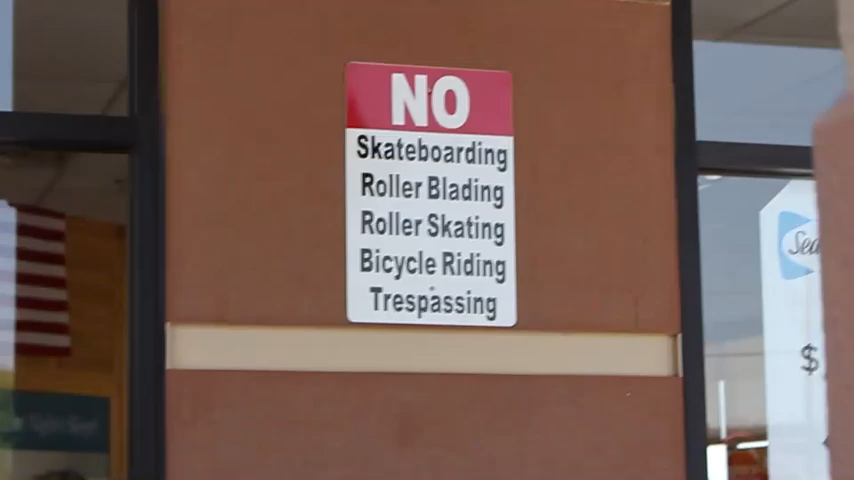 NO
Skateboarding
Roller Blading
Roller Skating
Bicycle Riding
Trespassing
$